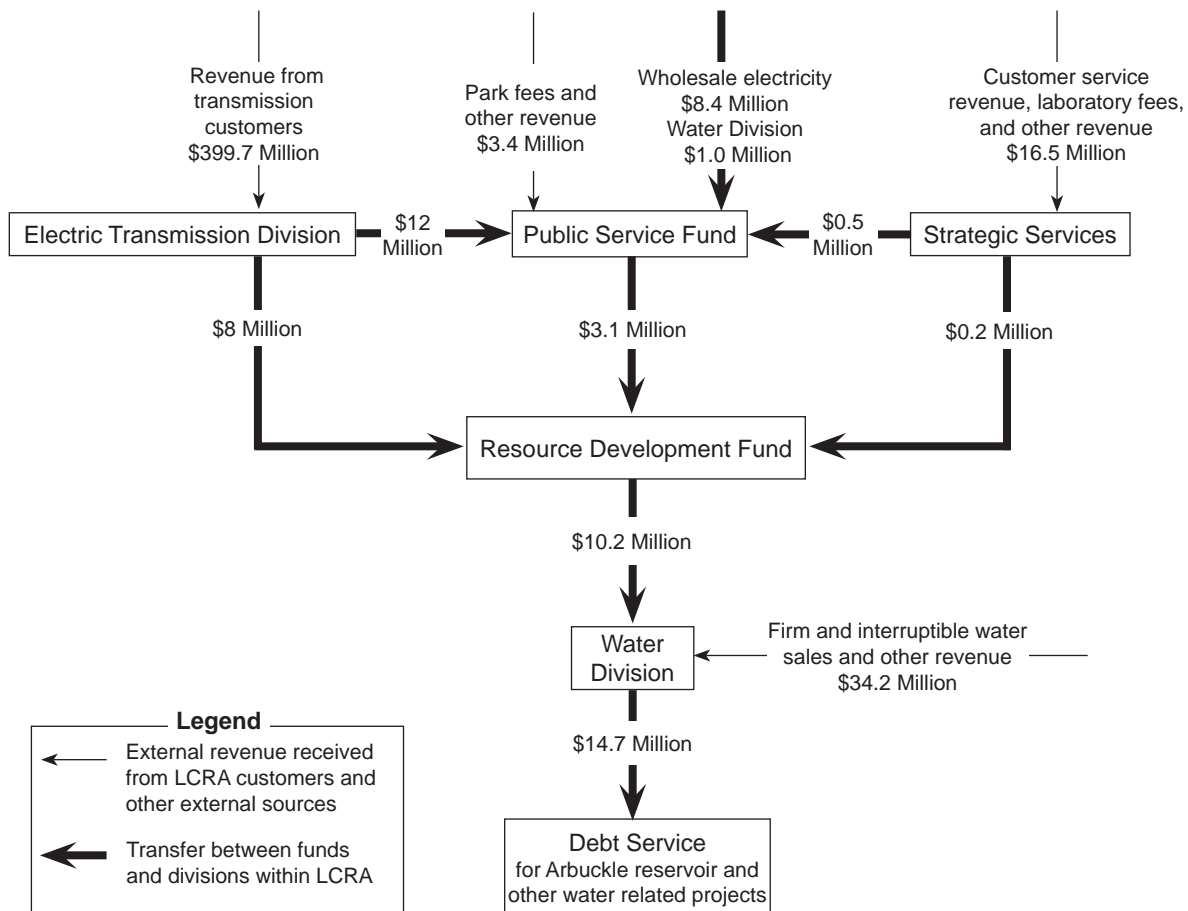 Revenue from
transmission
customers
$399.7 Million
Park fees and
other revenue
$3.4 Million
Wholesale electricity
$8.4 Million
Water Division
$1.0 Million
Customer service
revenue, laboratory fees,
and other revenue
$16.5 Million
Electric Transmission Division
$12
Million
Public Service Fund
$0.5
Million
Strategic Services
$8 Million
$3.1 Million
$0.2 Million
Resource Development Fund
$10.2 Million
Water
Division
Firm and interruptible water
sales and other revenue
$34.2 Million
$14.7 Million
Debt Service
for Arbuckle reservoir and
other water related projects
Legend
External revenue received
from LCRA customers and
other external sources
Transfer between funds
and divisions within LCRA